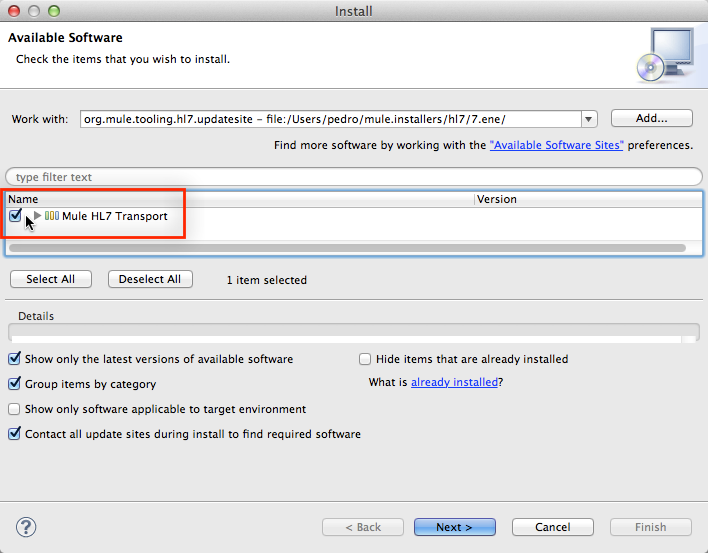 Install
Available Software
Check the items that you wish to install.
Work with: org.mule.tooling.hl7.updatesite – file:/Users/pedro/mule.installers/hl7/7.ene/ Add...
Find more software by working with the "Available Software Sites" preferences.
type filter text
Name Version
Mule HL7 Transport
Select All Deselect All 1 item selected
Details
Show only the latest versions of available software Hide items that are already installed
Group items by category What is already installed?
Show only software applicable to target environment
Contact all update sites during install to find required software
? < Back Next > Cancel Finish